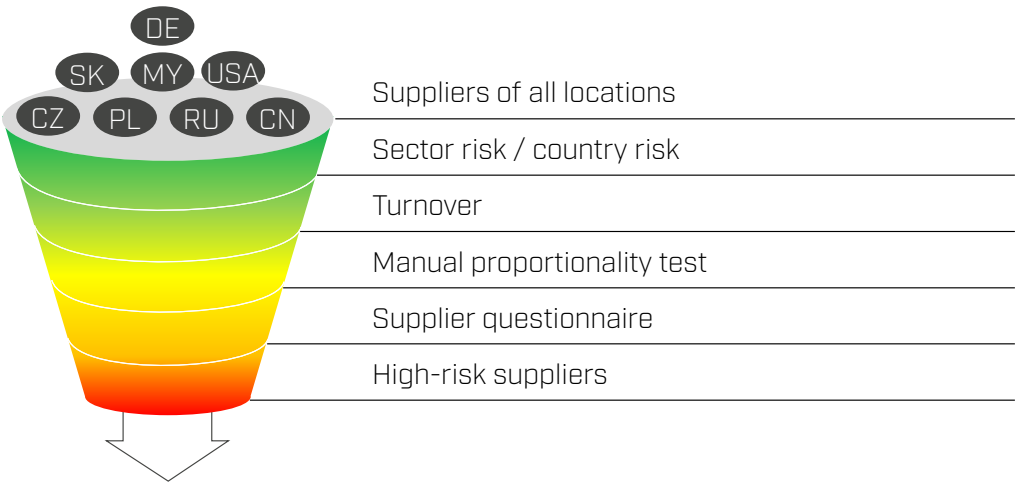 DE
SK MY USA
CZ PL RU CN
Suppliers of all locations
Sector risk / country risk
Turnover
Manual proportionality test
Supplier questionnaire
High-risk suppliers